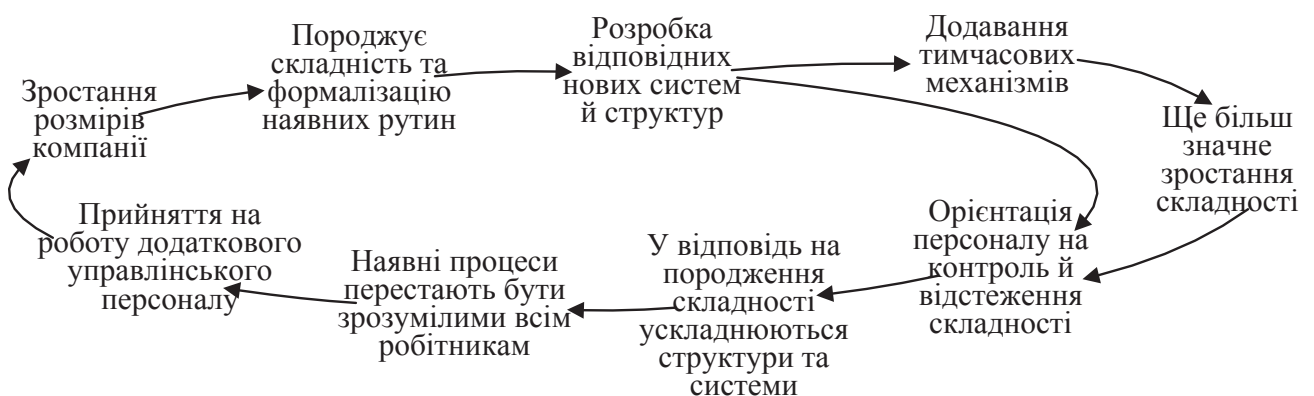 Зростання
розмірів
компанії
Породжує
складність та
формалізацію
наявних рутин
Розробка
відповідних
нових систем
й структур
Додавання
тимчасових
механізмів
Ще більш
значне
зростання
складності
Орієнтація
персоналу на
контроль й
відстеження
складності
У відповідь на
породження
складності
ускладнюються
структури та
системи
Наявні процеси
перестають бути
зрозумілими всім
робітникам
Прийняття на
роботу додаткового
управлінського
персоналу